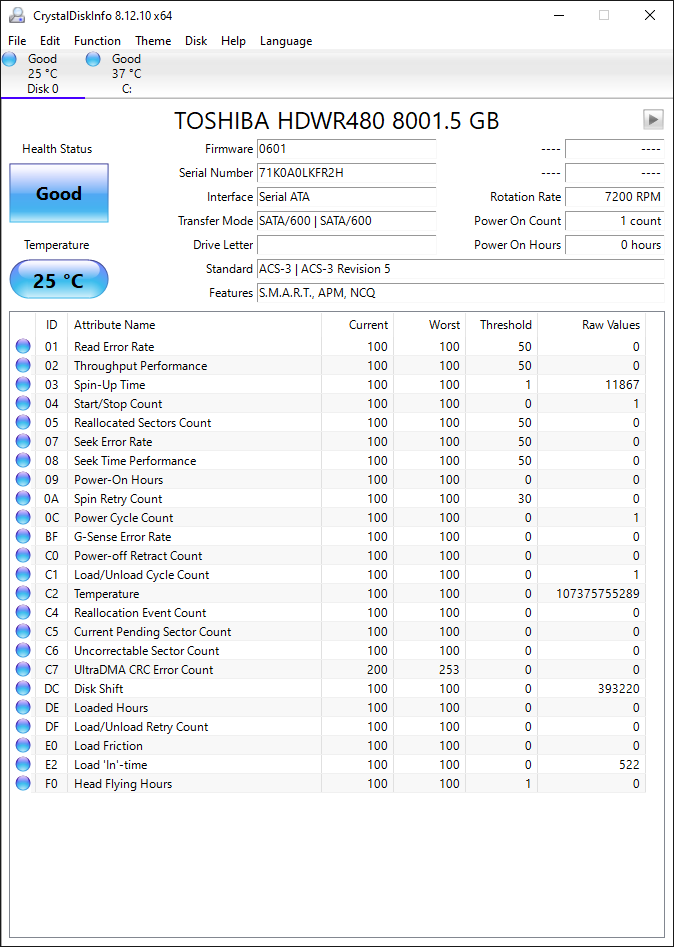 CrystalDiskInfo 8.12.10 x64
File Edit Function Theme Disk Help Language
Good Good
25 °C 37 °C
Disk 0 C:
TOSHIBA HDWR480 8001.5 GB
Health Status
Good
Temperature
25 °C
Firmware 0601 ---- ----
Serial Number 71K0A0LKFR2H ---- ----
Interface Serial ATA Rotation Rate 7200 RPM
Transfer Mode SATA/600 | SATA/600 Power On Count 1 count
Drive Letter Power On Hours 0 hours
Standard ACS-3 | ACS-3 Revision 5
Features S.M.A.R.T., APM, NCQ
ID Attribute Name Current Worst Threshold Raw Values
01 Read Error Rate 100 100 50 0
02 Throughput Performance 100 100 50 0
03 Spin-Up Time 100 100 1 11867
04 Start/Stop Count 100 100 0 1
05 Reallocated Sectors Count 100 100 50 0
07 Seek Error Rate 100 100 50 0
08 Seek Time Performance 100 100 50 0
09 Power-On Hours 100 100 0 0
0A Spin Retry Count 100 100 30 0
0C Power Cycle Count 100 100 0 1
BF G-Sense Error Rate 100 100 0 0
C0 Power-off Retract Count 100 100 0 0
C1 Load/Unload Cycle Count 100 100 0 1
C2 Temperature 100 100 0 107375755289
C4 Reallocation Event Count 100 100 0 0
C5 Current Pending Sector Count 100 100 0 0
C6 Uncorrectable Sector Count 100 100 0 0
C7 UltraDMA CRC Error Count 200 253 0 0
DC Disk Shift 100 100 0 393220
DE Loaded Hours 100 100 0 0
DF Load/Unload Retry Count 100 100 0 0
E0 Load Friction 100 100 0 0
E2 Load 'In'-time 100 100 0 522
F0 Head Flying Hours 100 100 1 0